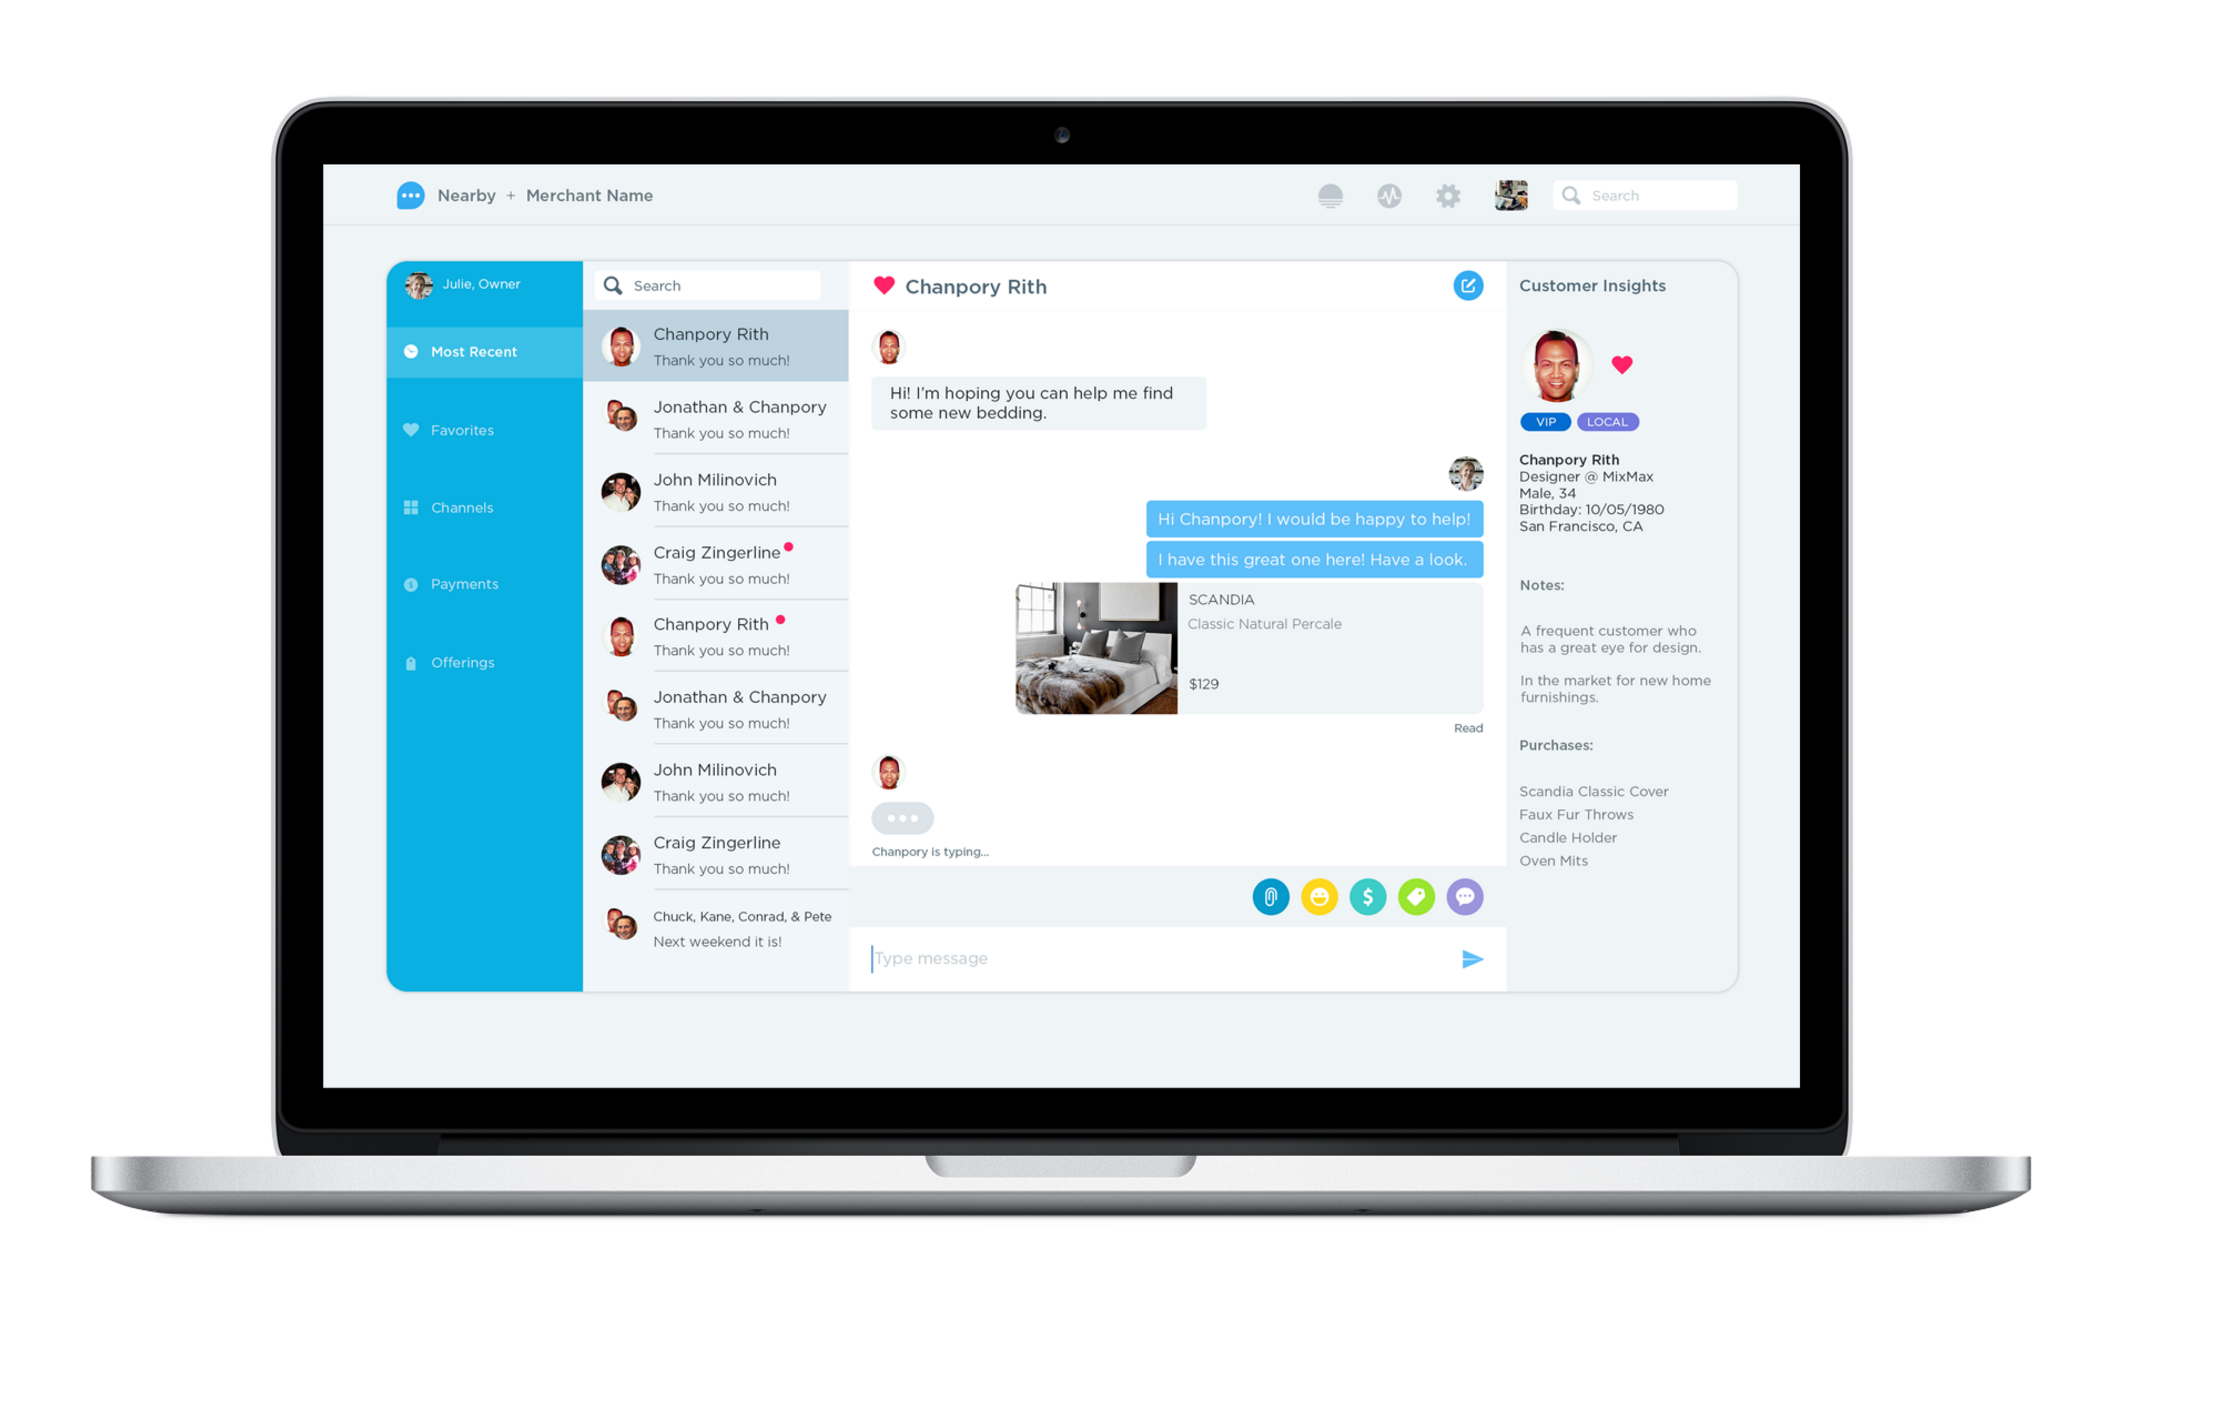 Nearby + Merchant Name
Search
Julie, Owner
Most Recent
Favorites
Channels
Payments
Offerings
Search
Chanpory Rith
Thank you so much!
Jonathan & Chanpory
Thank you so much!
John Milinovich
Thank you so much!
Craig Zingerline
Thank you so much!
Chanpory Rith
Thank you so much!
Jonathan & Chanpory
Thank you so much!
John Milinovich
Thank you so much!
Craig Zingerline
Thank you so much!
Chuck, Kane, Conrad, & Pete
Next weekend it is!
Chanpory Rith
Hi! I'm hoping you can help me find
some new bedding.
Hi Chanpory! I would be happy to help!
I have this great one here! Have a look.
SCANDIA
Classic Natural Percale
$129
Read
Chanpory is typing...
$
Type message
Customer Insights
VIP
LOCAL
Chanpory Rith
Designer @ MixMax
Male, 34
Birthday: 10/05/1980
San Francisco, CA
Notes:
A frequent customer who
has a great eye for design.
In the market for new home
furnishings.
Purchases:
Scandia Classic Cover
Faux Fur Throws
Candle Holder
Oven Mits